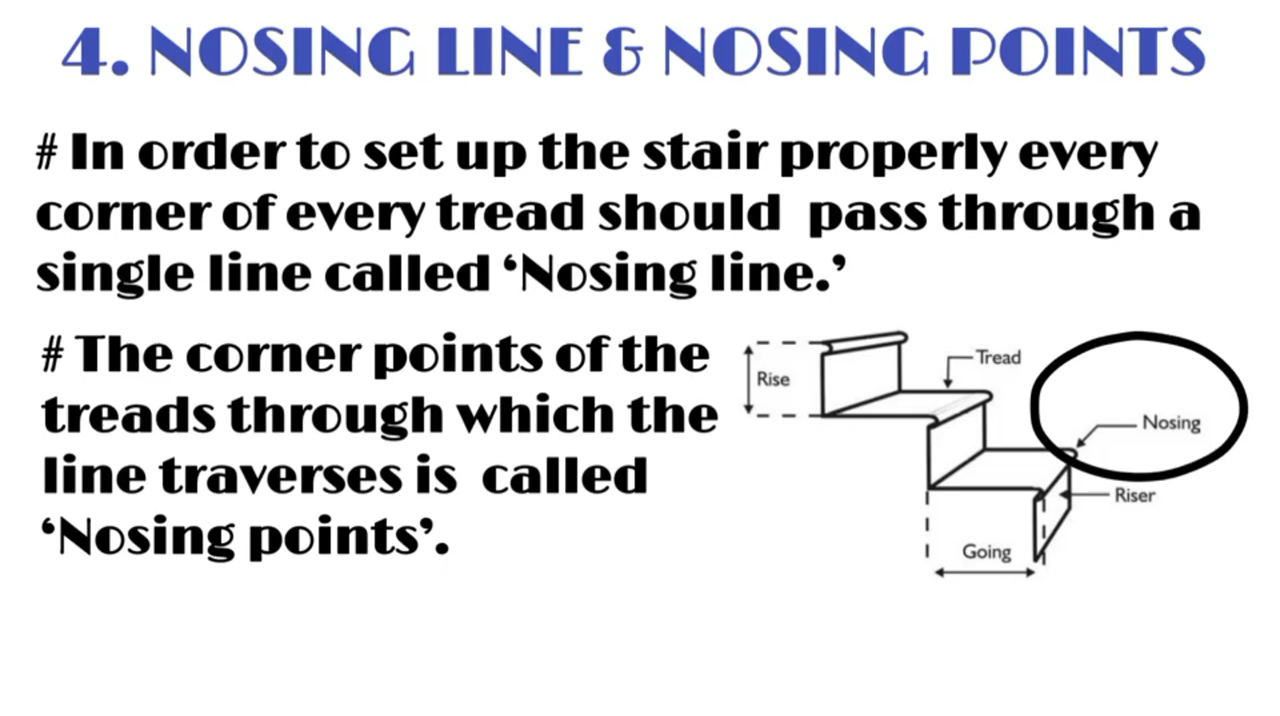 4. NOSING LINE & NOSING POINTS
# In order to set up the stair properly every
corner of every tread should pass through a
single line called ‘Nosing line.’
# The corner points of the
treads through which the
line traverses is called
‘Nosing points’.
Rise
Tread
Nosing
Riser
Going